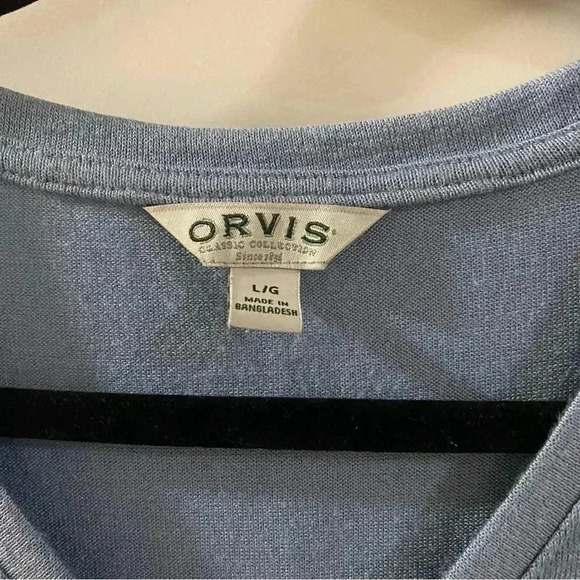 ORVIS
CLASSIC COLLECTION
Since 1856
L/G
MADE IN
BANGLADESH